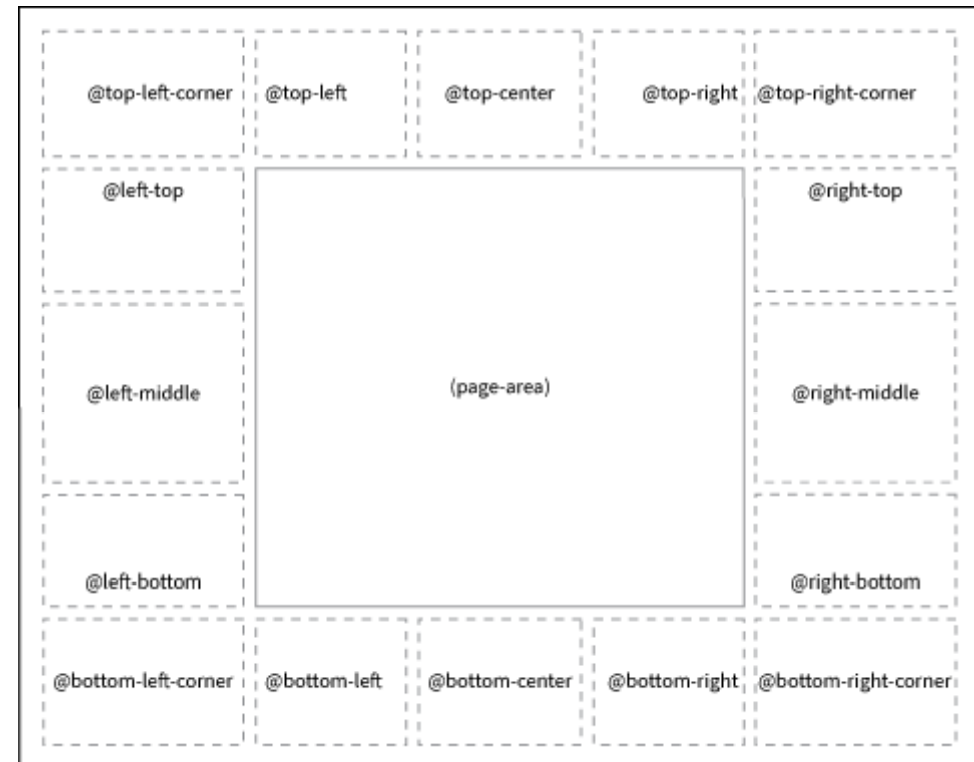 @top-left-corner @top-left @top-center @top-right @top-right-corner
@left-top @right-top
@left-middle (page-area) @right-middle
@left-bottom @right-bottom
@bottom-left-corner @bottom-left @bottom-center @bottom-right @bottom-right-corner